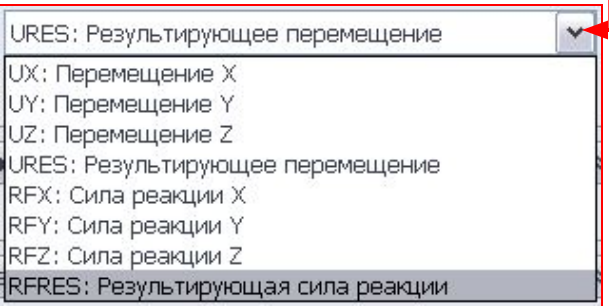 URES: Результирующее перемещение
UX: Перемещение X
UY: Перемещение Y
UZ: Перемещение Z
URES: Результирующее перемещение
RFX: Сила реакции X
RFY: Сила реакции Y
RFZ: Сила реакции Z
RFRES: Результирующая сила реакции